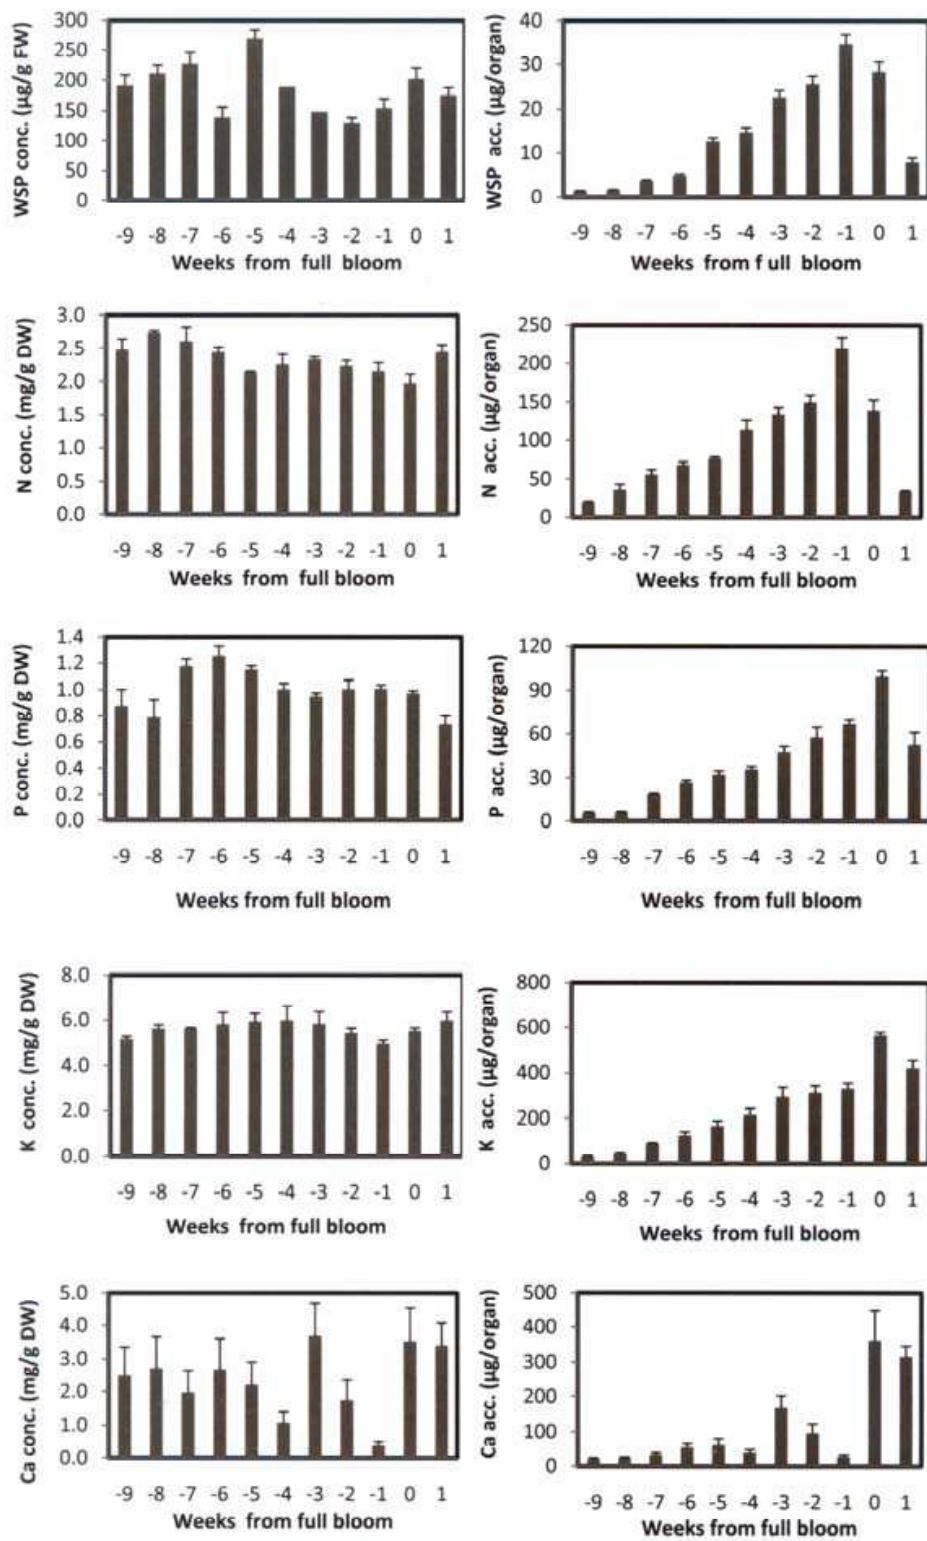 WSP conc. (µg/g FW)
300
250
200
150
100
50
0
-9 -8 -7 -6 -5 -4 -3 -2 -1 0 1
Weeks from full bloom
WSP acc. (µg/organ)
40
30
20
10
0
-9 -8 -7 -6 -5 -4 -3 -2 -1 0 1
Weeks from f ull bloom
N conc. (mg/g DW)
3.0
2.5
2.0
1.5
1.0
0.5
0.0
-9 -8 -7 -6 -5 -4 -3 -2 -1 0 1
Weeks from full bloom
N acc. (µg/organ)
250
200
150
100
50
0
-9 -8 -7 -6 -5 -4 -3 -2 -1 0 1
Weeks from full bloom
P conc. (mg/g DW)
1.4
1.2
1.0
0.8
0.6
0.4
0.2
0.0
-9 -8 -7 -6 -5 -4 -3 -2 -1 0 1
Weeks from full bloom
P acc. (µg/organ)
120
90
60
30
0
-9 -8 -7 -6 -5 -4 -3 -2 -1 0 1
Weeks from full bloom
K conc. (mg/g DW)
8.0
6.0
4.0
2.0
0.0
-9 -8 -7 -6 -5 -4 -3 -2 -1 0 1
Weeks from full bloom
K acc. (µg/organ)
800
600
400
200
0
-9 -8 -7 -6 -5 -4 -3 -2 -1 0 1
Weeks from full bloom
Ca conc. (mg/g DW)
5.0
4.0
3.0
2.0
1.0
0.0
-9 -8 -7 -6 -5 -4 -3 -2 -1 0 1
Weeks from full bloom
Ca acc. (µg/organ)
500
400
300
200
100
0
-9 -8 -7 -6 -5 -4 -3 -2 -1 0 1
Weeks from full bloom